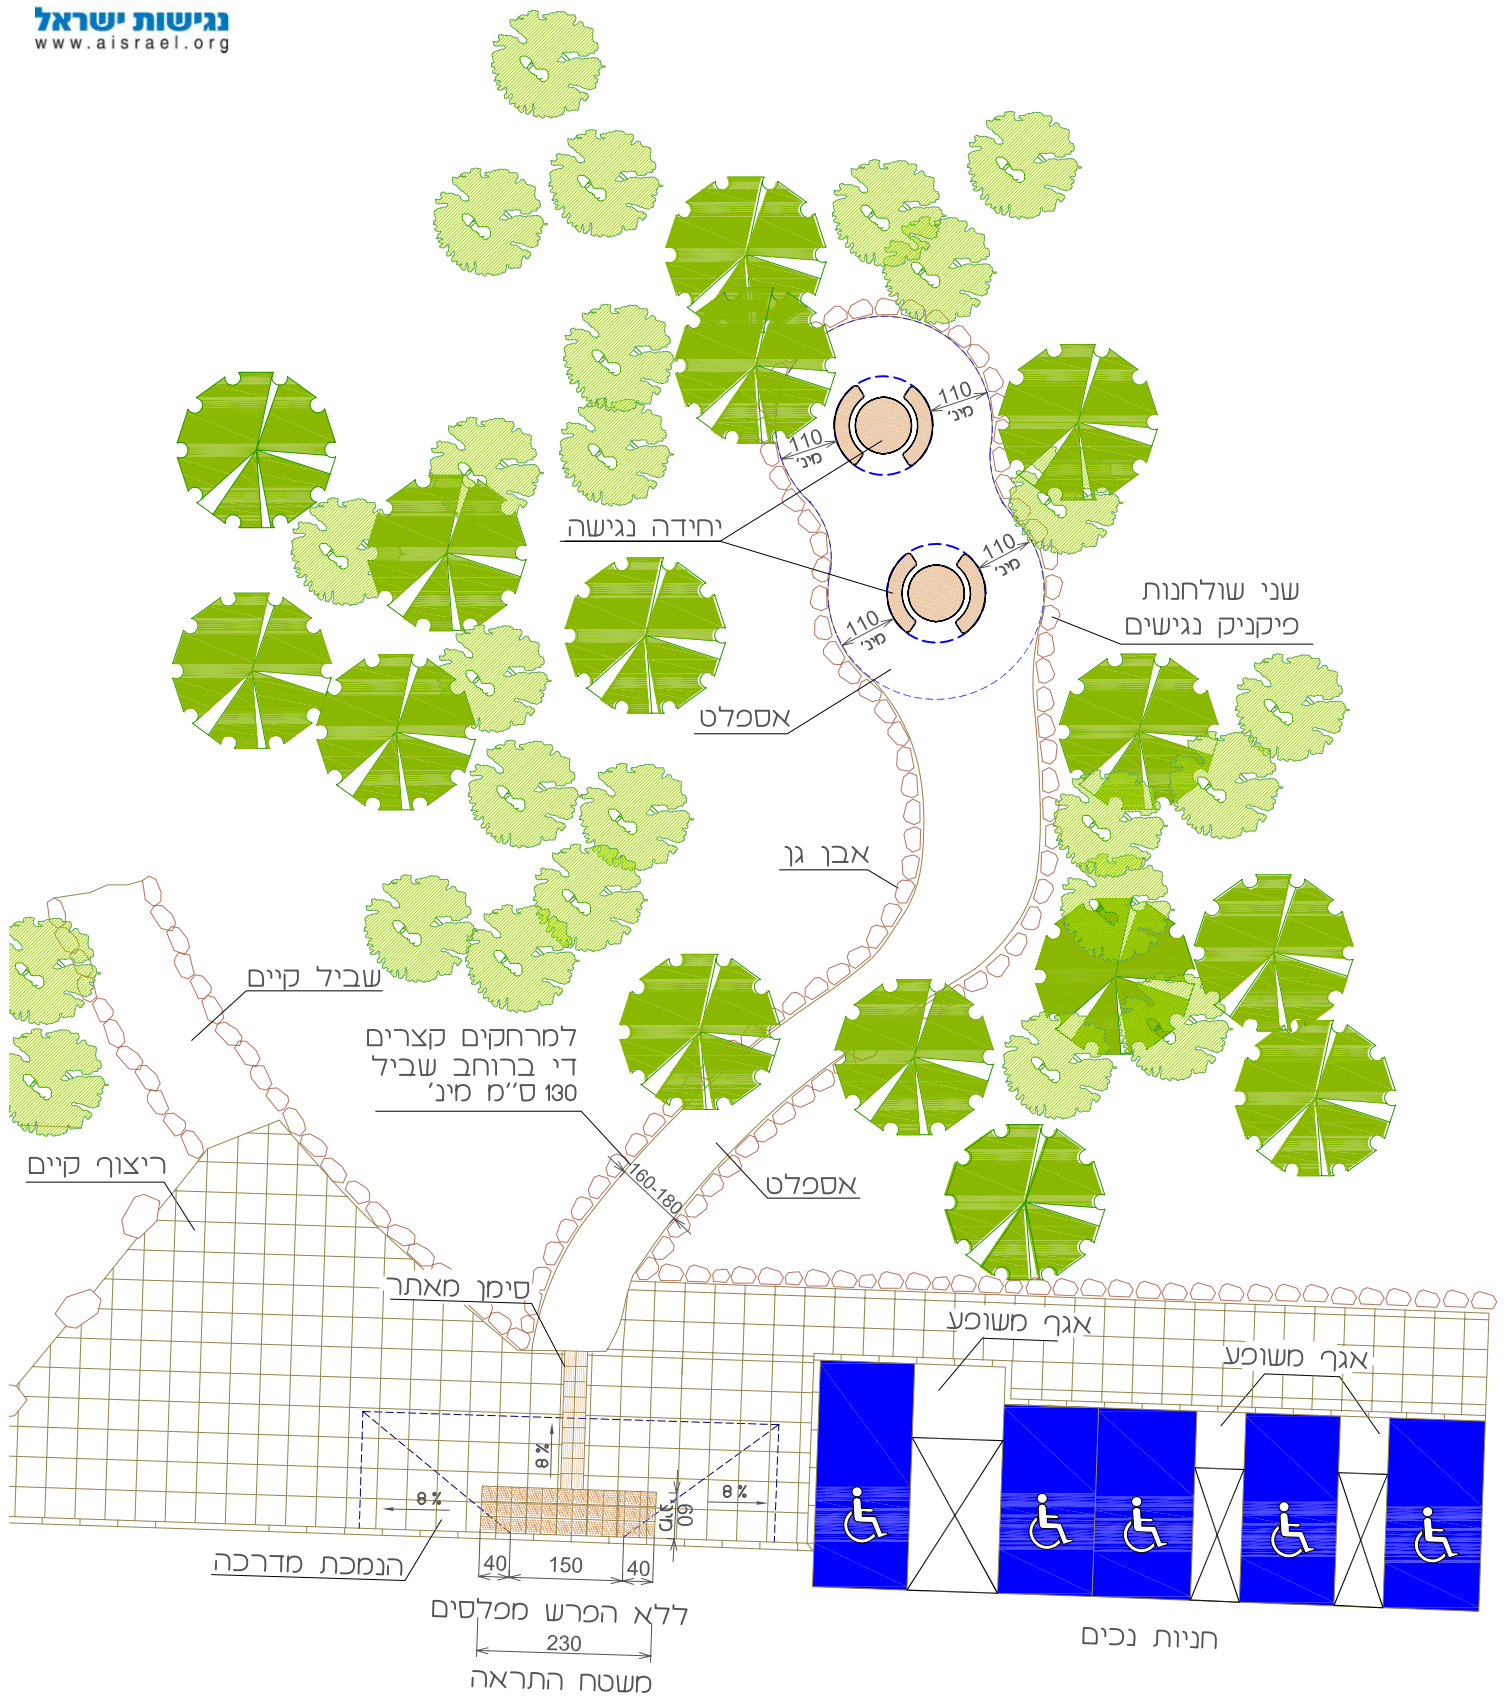 נגישות ישראל
www.aisrael.org
110
מינ'
110
מינ'
יחידה נגישה
110
מינ'
110
מינ'
שני שולחנות
פיקניק נגישים
אספלט
אבן גן
שביל קיים
למרחקים קצרים
די ברוחב שביל
130 ס''מ מינ'
ריצוף קיים
160-180
אספלט
סימן מאתר
אגף משופע
אגף משופע
8%
8%
8%
60
מינ'
הנמכת מדרכה
40
150
40
ללא הפרש מפלסים
230
משטח התראה
חניות נכים